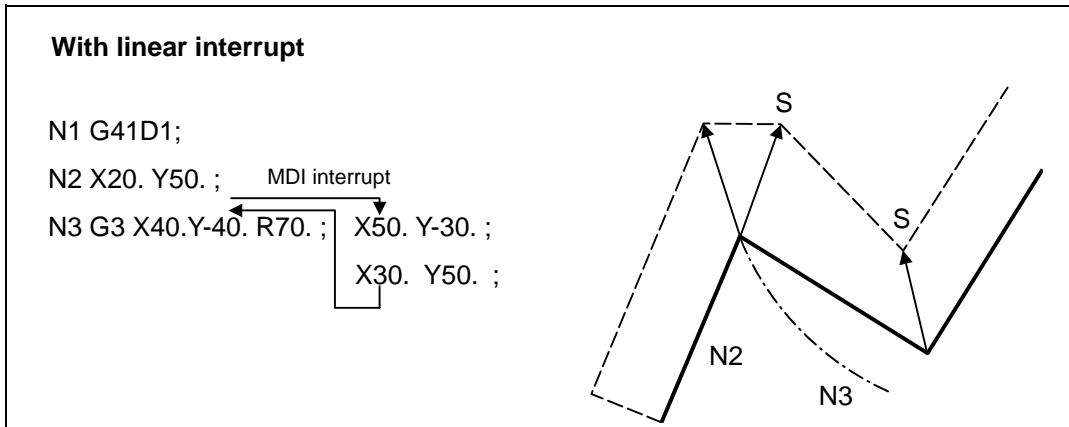 With linear interrupt
N1 G41D1;
N2 X20. Y50. ;
MDI interrupt
N3 G3 X40.Y-40. R70. ;
X50. Y-30. ;
X30. Y50. ;
S
S
N2
N3